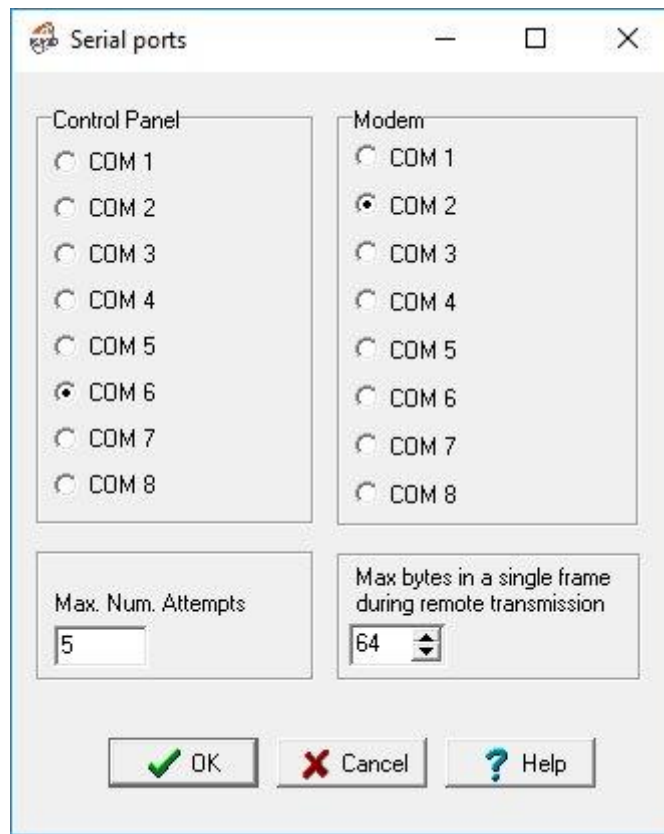 Serial ports
Control Panel
COM 1
COM 2
COM 3
COM 4
COM 5
COM 6
COM 7
COM 8
Modem
COM 1
COM 2
COM 3
COM 4
COM 5
COM 6
COM 7
COM 8
Max. Num. Attempts
5
Max bytes in a single frame
during remote transmission
64
OK
Cancel
? Help